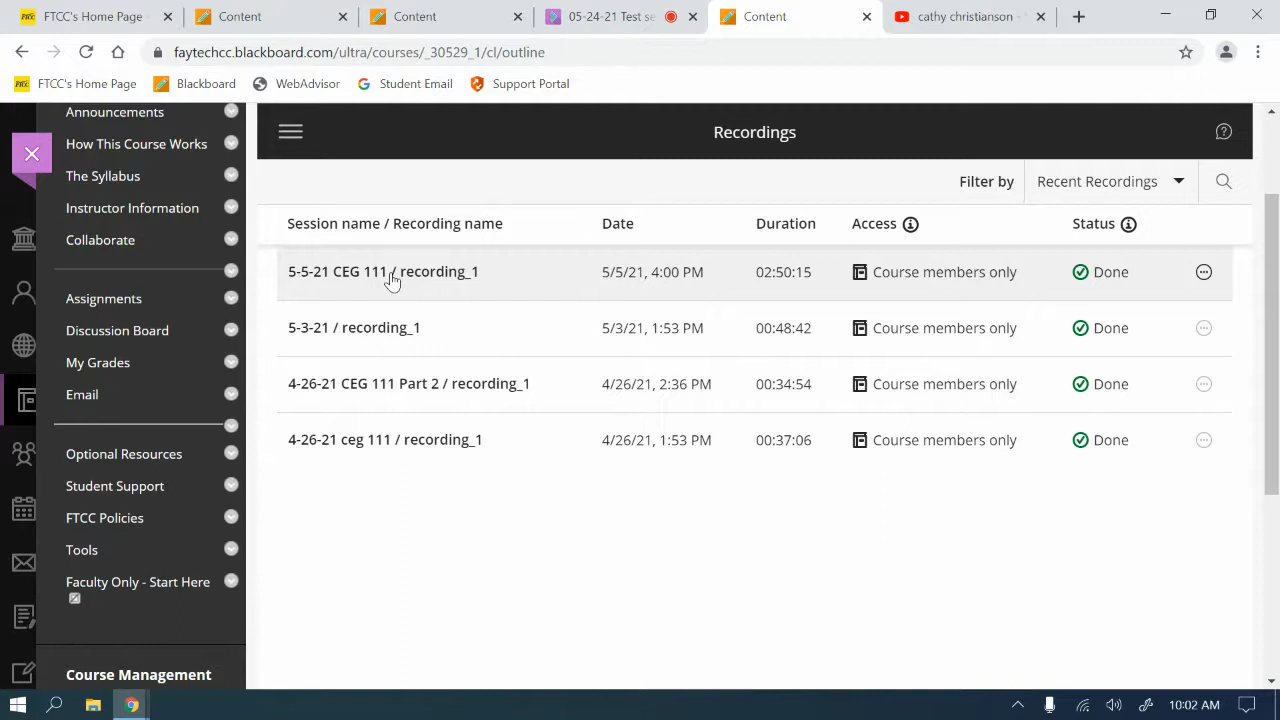 FTCC's Home Page
Content
Content
05-24-21 Test se
Content
cathy christianson -
faytechcc.blackboard.com/ultra/courses/_30529_1/cl/outline
FTCC's Home Page
Blackboard
WebAdvisor
Student Email
Support Portal
Announcements
How This Course Works
The Syllabus
Instructor Information
Collaborate
Assignments
Discussion Board
My Grades
Email
Optional Resources
Student Support
FTCC Policies
Tools
Faculty Only - Start Here
Course Management
Recordings
Filter by Recent Recordings
Session name / Recording name Date Duration Access Status
5-5-21 CEG 111 / recording_1 5/5/21, 4:00 PM 02:50:15 Course members only Done
5-3-21 / recording_1 5/3/21, 1:53 PM 00:48:42 Course members only Done
4-26-21 CEG 111 Part 2 / recording_1 4/26/21, 2:36 PM 00:34:54 Course members only Done
4-26-21 ceg 111 / recording_1 4/26/21, 1:53 PM 00:37:06 Course members only Done
10:02 AM